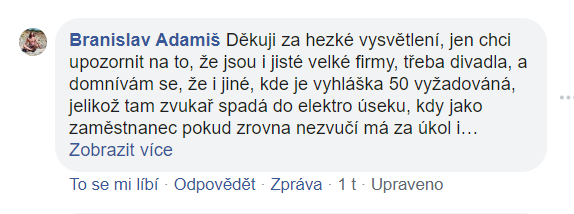 Branislav Adamiš Děkuji za hezké vysvětlení, jen chci
upozornit na to, že jsou i jisté velké firmy, třeba divadla, a
domnívám se, že i jiné, kde je vyhláška 50 vyžadováná,
jelikož tam zvukař spadá do elektro úseku, kdy jako
zaměstnanec pokud zrovna nezvučí má za úkol i…
Zobrazit více
To se mi líbí · Odpovědět · Zpráva · 1 t · Upraveno